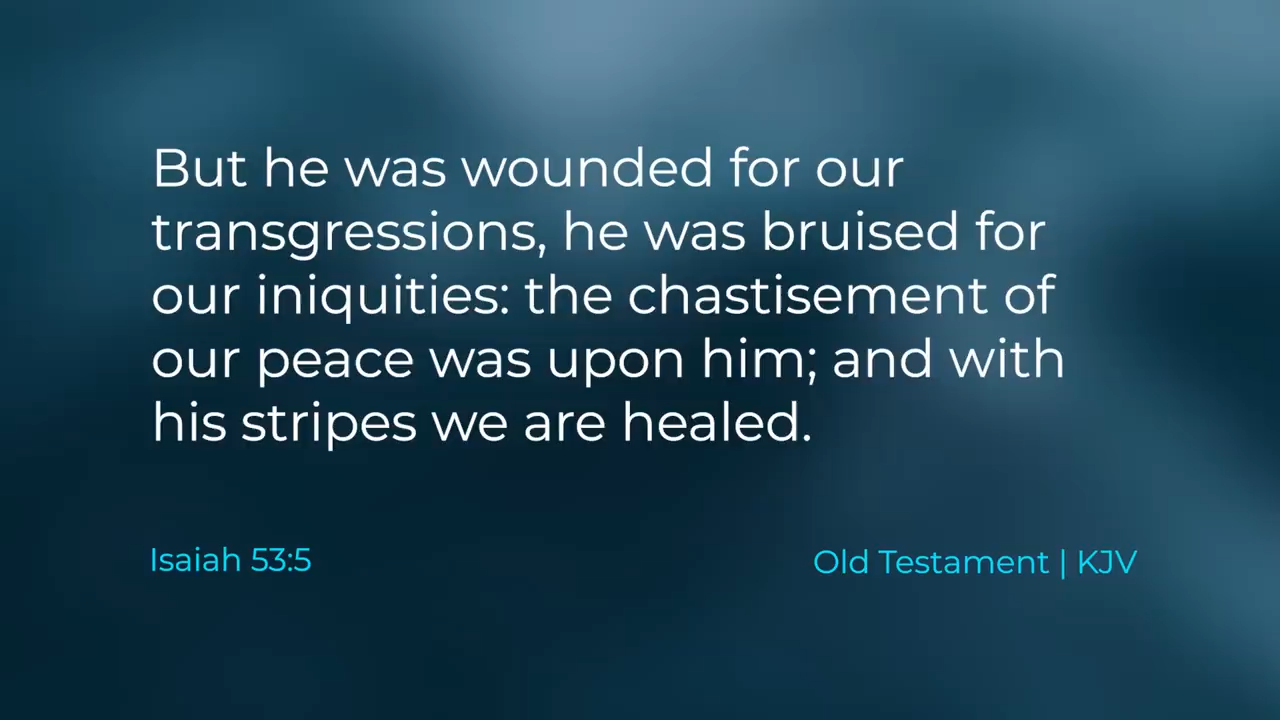 But he was wounded for our
transgressions, he was bruised for
our iniquities: the chastisement of
our peace was upon him; and with
his stripes we are healed.
Isaiah 53:5
Old Testament | KJV